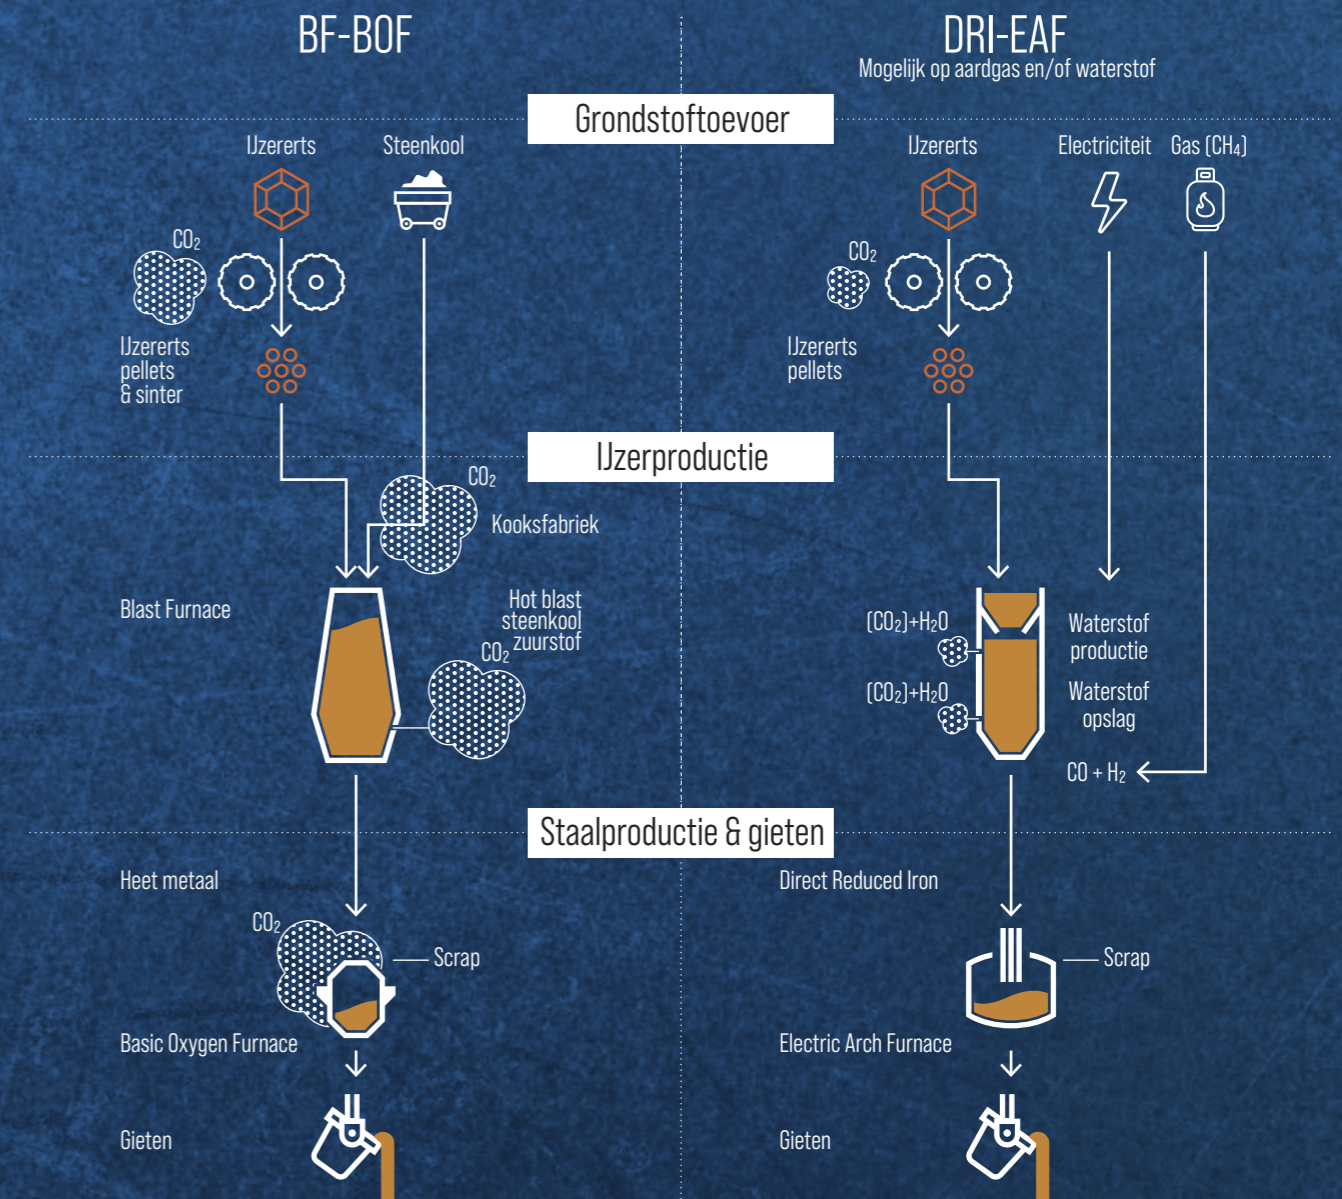 BF-BOF
DRI-EAF
Mogelijk op aardgas en/of waterstof
Grondstoftoevoer
IJzererts
Steenkool
IJzererts
Electriciteit
Gas (CH₄)
CO₂
CO₂
IJzererts
pellets
& sinter
IJzererts
pellets
IJzerproductie
CO₂
Kooksfabriek
Blast Furnace
Hot blast
steenkool
zuurstof
CO₂
(CO₂)+H₂O
(CO₂)+H₂O
Waterstof
productie
Waterstof
opslag
CO + H₂
Staalproductie & gieten
Heet metaal
Direct Reduced Iron
CO₂
Scrap
Scrap
Basic Oxygen Furnace
Electric Arch Furnace
Gieten
Gieten